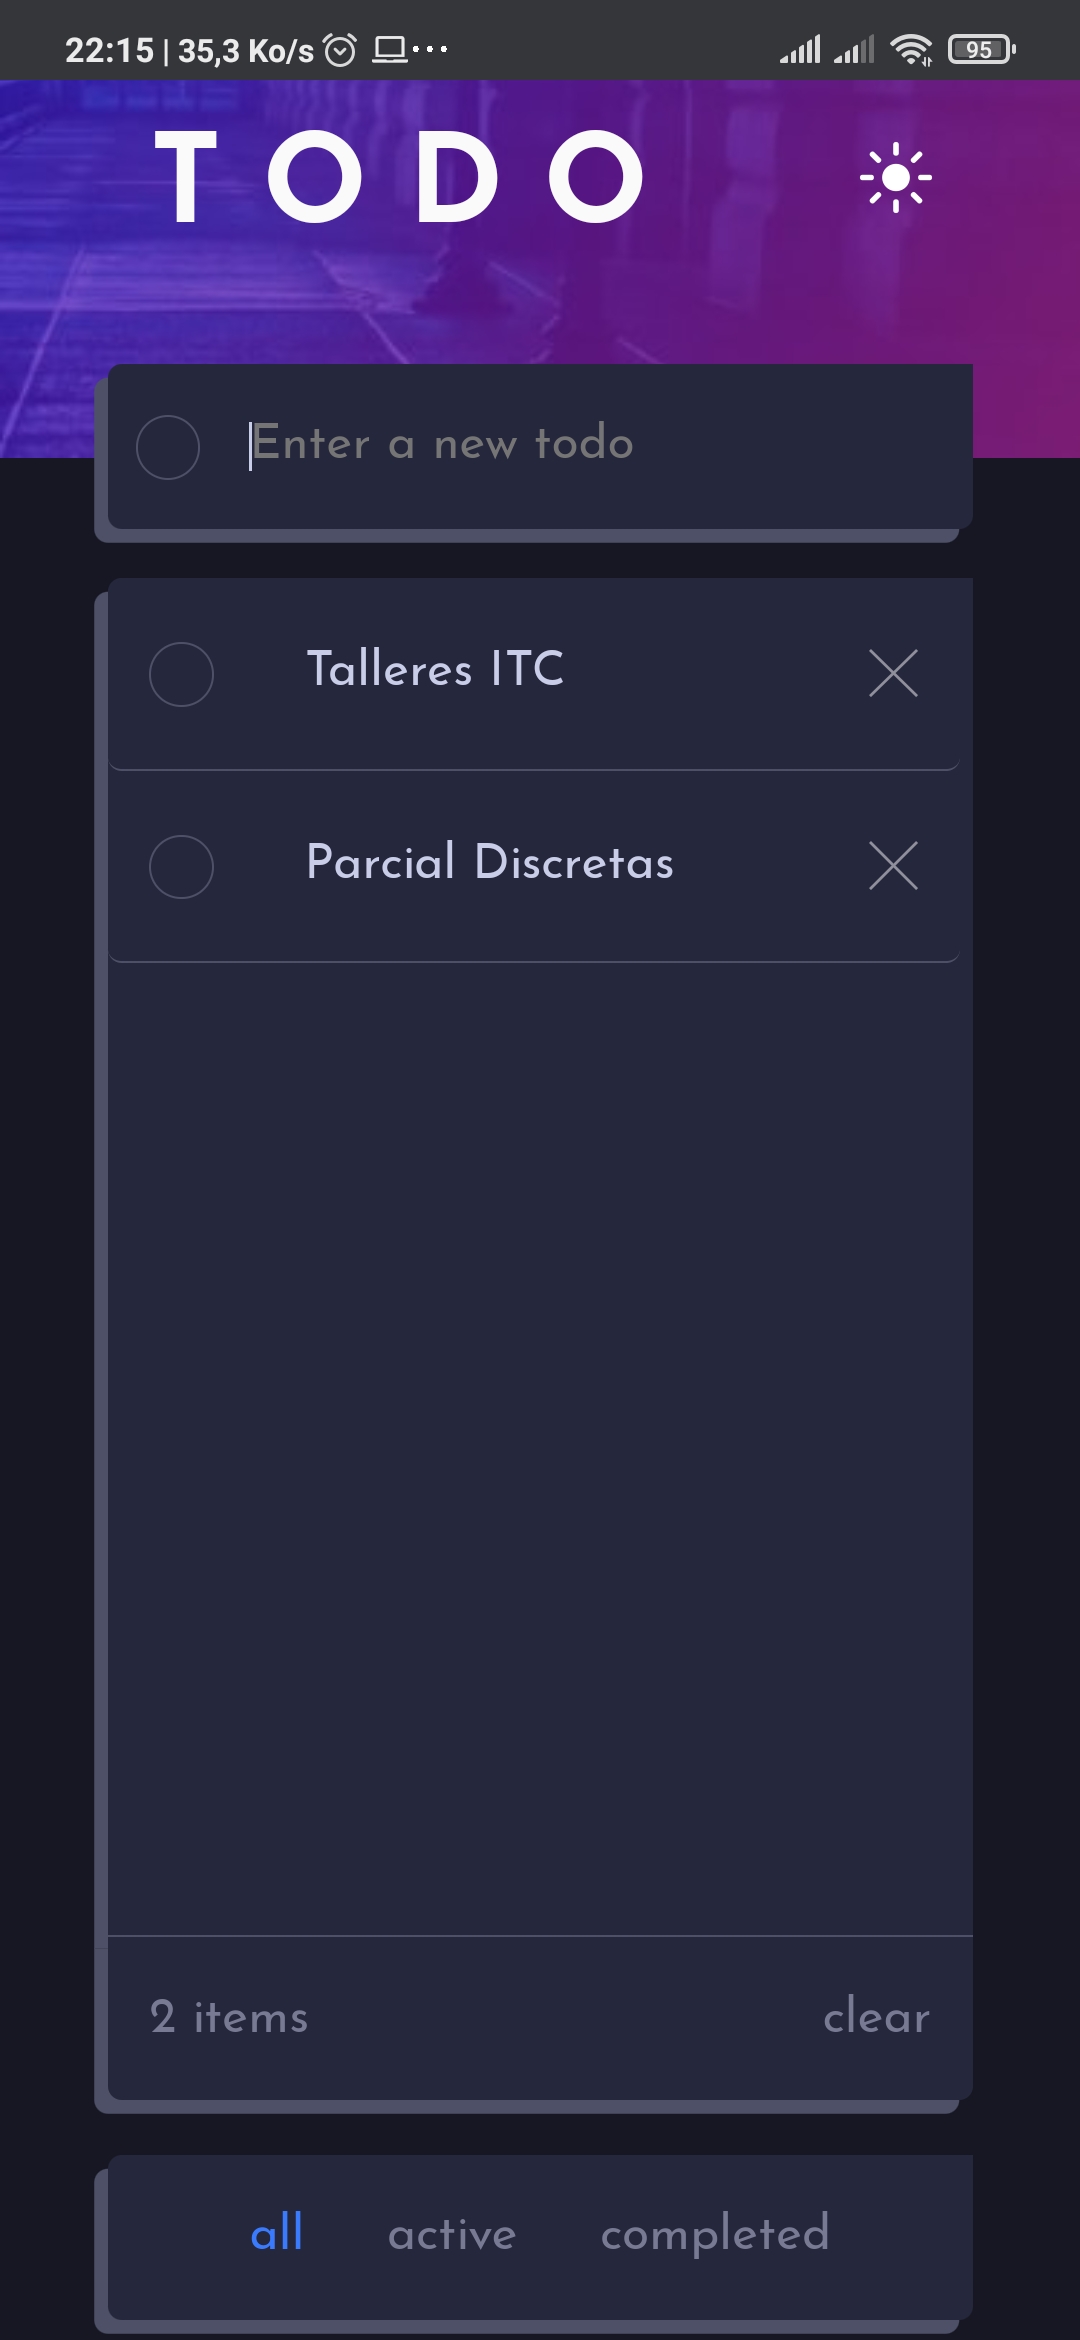 22:15 | 35,3 Ko/s 95
TODO
Enter a new todo
Talleres ITC
Parcial Discretas
2 items clear
all active completed